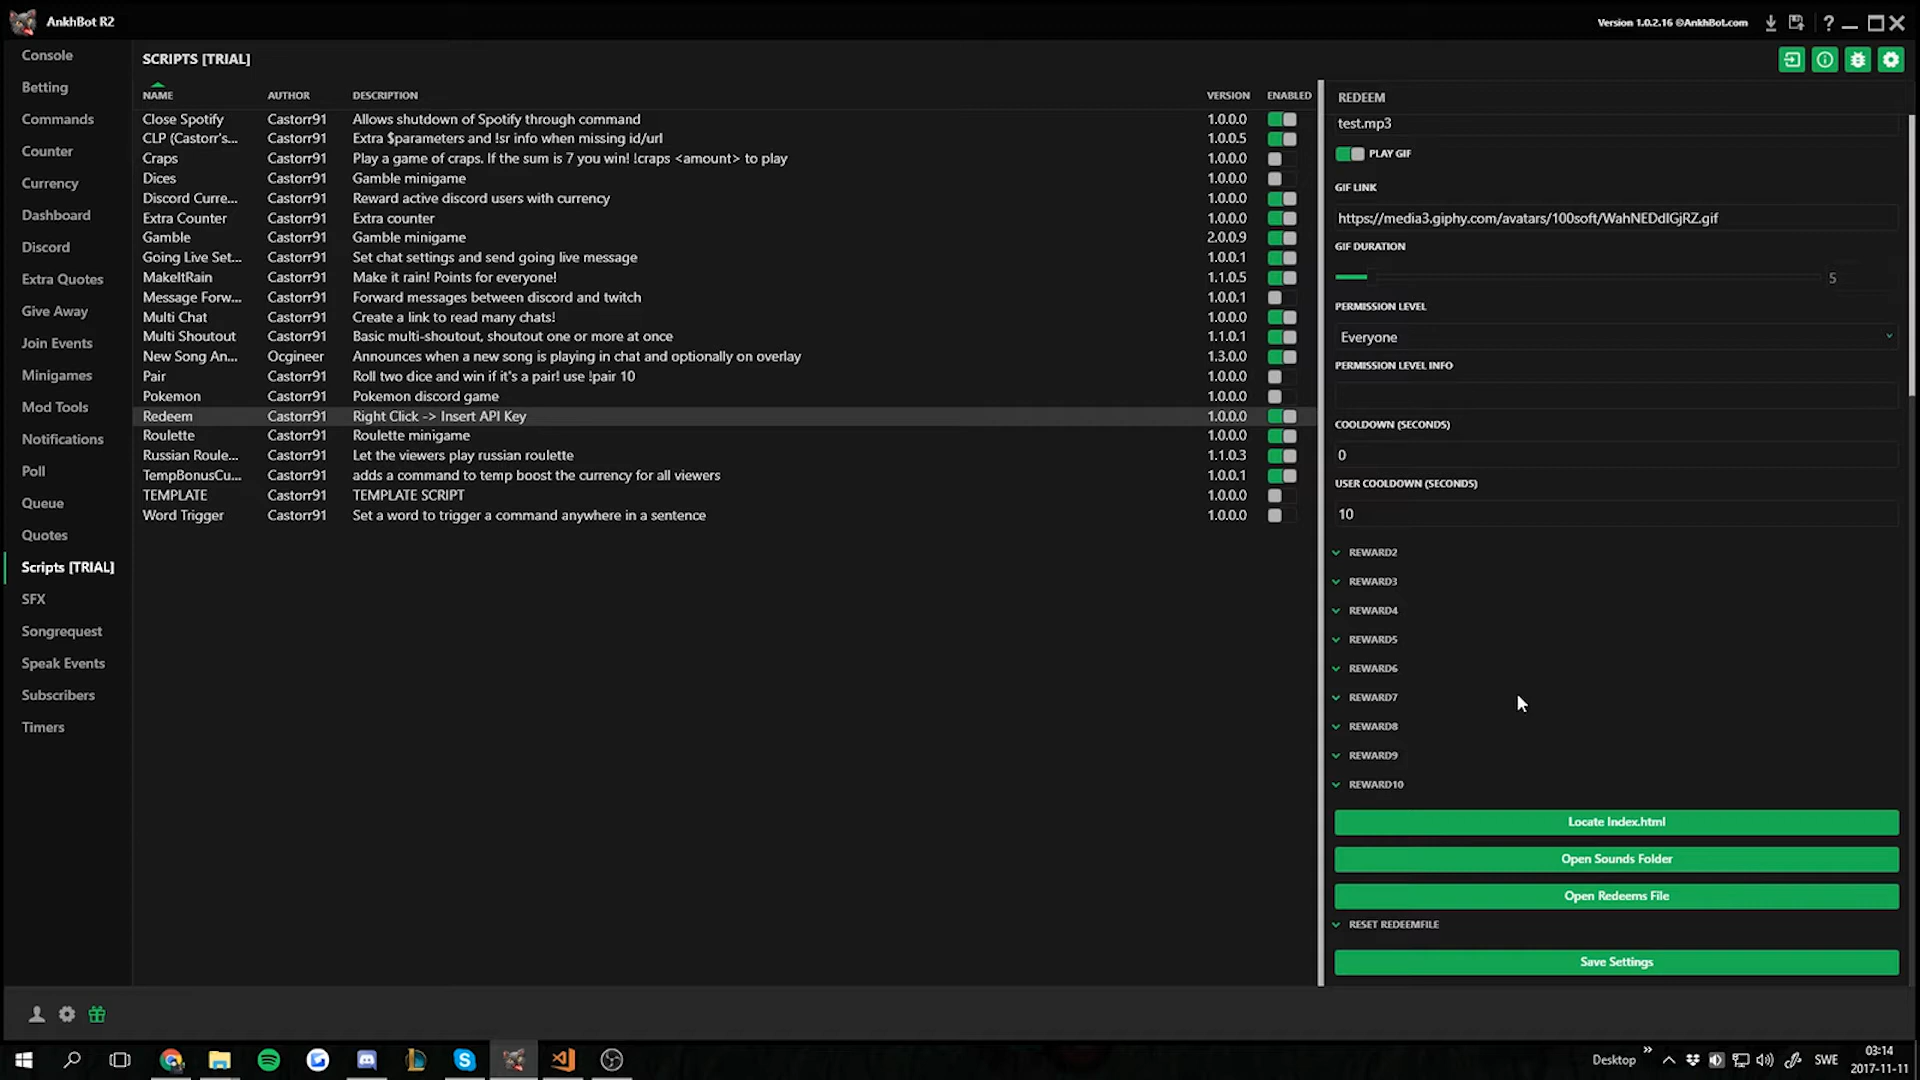 AnkhBot R2
Version 1.0.2.16 ©AnkhBot.com
?
Console
Betting
Commands
Counter
Currency
Dashboard
Discord
Extra Quotes
Give Away
Join Events
Minigames
Mod Tools
Notifications
Poll
Queue
Quotes
Scripts [TRIAL]
SFX
Songrequest
Speak Events
Subscribers
Timers
SCRIPTS [TRIAL]
NAME AUTHOR DESCRIPTION VERSION ENABLED
Close Spotify Castorr91 Allows shutdown of Spotify through command 1.0.0.0
CLP (Castorr's... Castorr91 Extra $parameters and !sr info when missing id/url 1.0.0.5
Craps Castorr91 Play a game of craps. If the sum is 7 you win! !craps <amount> to play 1.0.0.0
Dices Castorr91 Gamble minigame 1.0.0.0
Discord Curre... Castorr91 Reward active discord users with currency 1.0.0.0
Extra Counter Castorr91 Extra counter 1.0.0.0
Gamble Castorr91 Gamble minigame 2.0.0.9
Going Live Set... Castorr91 Set chat settings and send going live message 1.0.0.1
MakeItRain Castorr91 Make it rain! Points for everyone! 1.1.0.5
Message Forw... Castorr91 Forward messages between discord and twitch 1.0.0.1
Multi Chat Castorr91 Create a link to read many chats! 1.0.0.0
Multi Shoutout Castorr91 Basic multi-shoutout, shoutout one or more at once 1.1.0.1
New Song An... Ocgineer Announces when a new song is playing in chat and optionally on overlay 1.3.0.0
Pair Castorr91 Roll two dice and win if it's a pair! use !pair 10 1.0.0.0
Pokemon Castorr91 Pokemon discord game 1.0.0.0
Redeem Castorr91 Right Click -> Insert API Key 1.0.0.0
Roulette Castorr91 Roulette minigame 1.0.0.0
Russian Roule... Castorr91 Let the viewers play russian roulette 1.1.0.3
TempBonusCu... Castorr91 adds a command to temp boost the currency for all viewers 1.0.0.1
TEMPLATE Castorr91 TEMPLATE SCRIPT 1.0.0.0
Word Trigger Castorr91 Set a word to trigger a command anywhere in a sentence 1.0.0.0
REDEEM
test.mp3
PLAY GIF
GIF LINK
https://media3.giphy.com/avatars/100soft/WahNEDdIGjRZ.gif
GIF DURATION
5
PERMISSION LEVEL
Everyone
PERMISSION LEVEL INFO
COOLDOWN (SECONDS)
0
USER COOLDOWN (SECONDS)
10
REWARD2
REWARD3
REWARD4
REWARD5
REWARD6
REWARD7
REWARD8
REWARD9
REWARD10
Locate Index.html
Open Sounds Folder
Open Redeems File
RESET REDEEMFILE
Save Settings
Desktop
SWE
03:14
2017-11-11